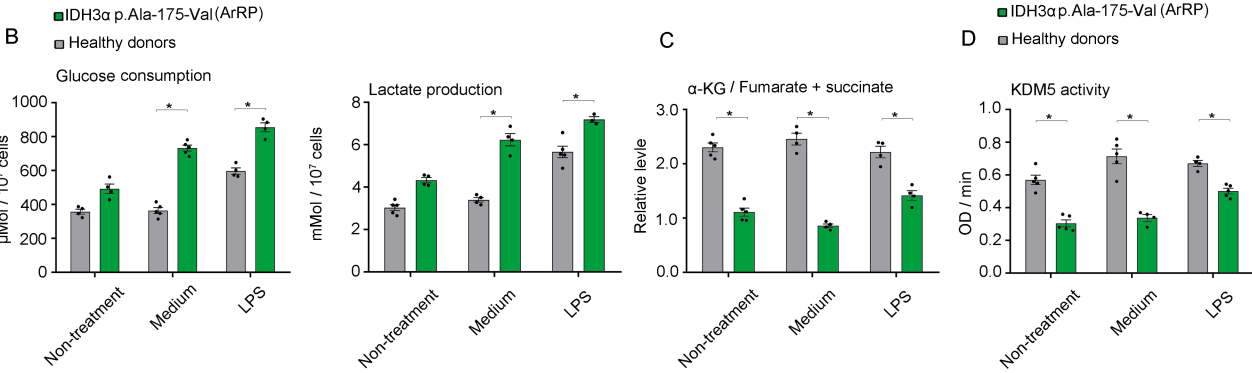 B
IDH3α p.Ala-175-Val (ArRP)
Healthy donors
Glucose consumption
1000
800
600
400
200
0
µMol / 10⁷ cells
*
*
Non-treatment
Medium
LPS
Lactate production
8
6
4
2
0
mMol / 10⁷ cells
*
*
Non-treatment
Medium
LPS
C
α-KG / Fumarate + succinate
3.0
2.0
1.0
0.0
Relative levle
*
*
*
Non-treatment
Medium
LPS
D
IDH3α p.Ala-175-Val (ArRP)
Healthy donors
KDM5 activity
1.0
0.8
0.6
0.4
0.2
0.0
OD / min
*
*
*
Non-treatment
Medium
LPS